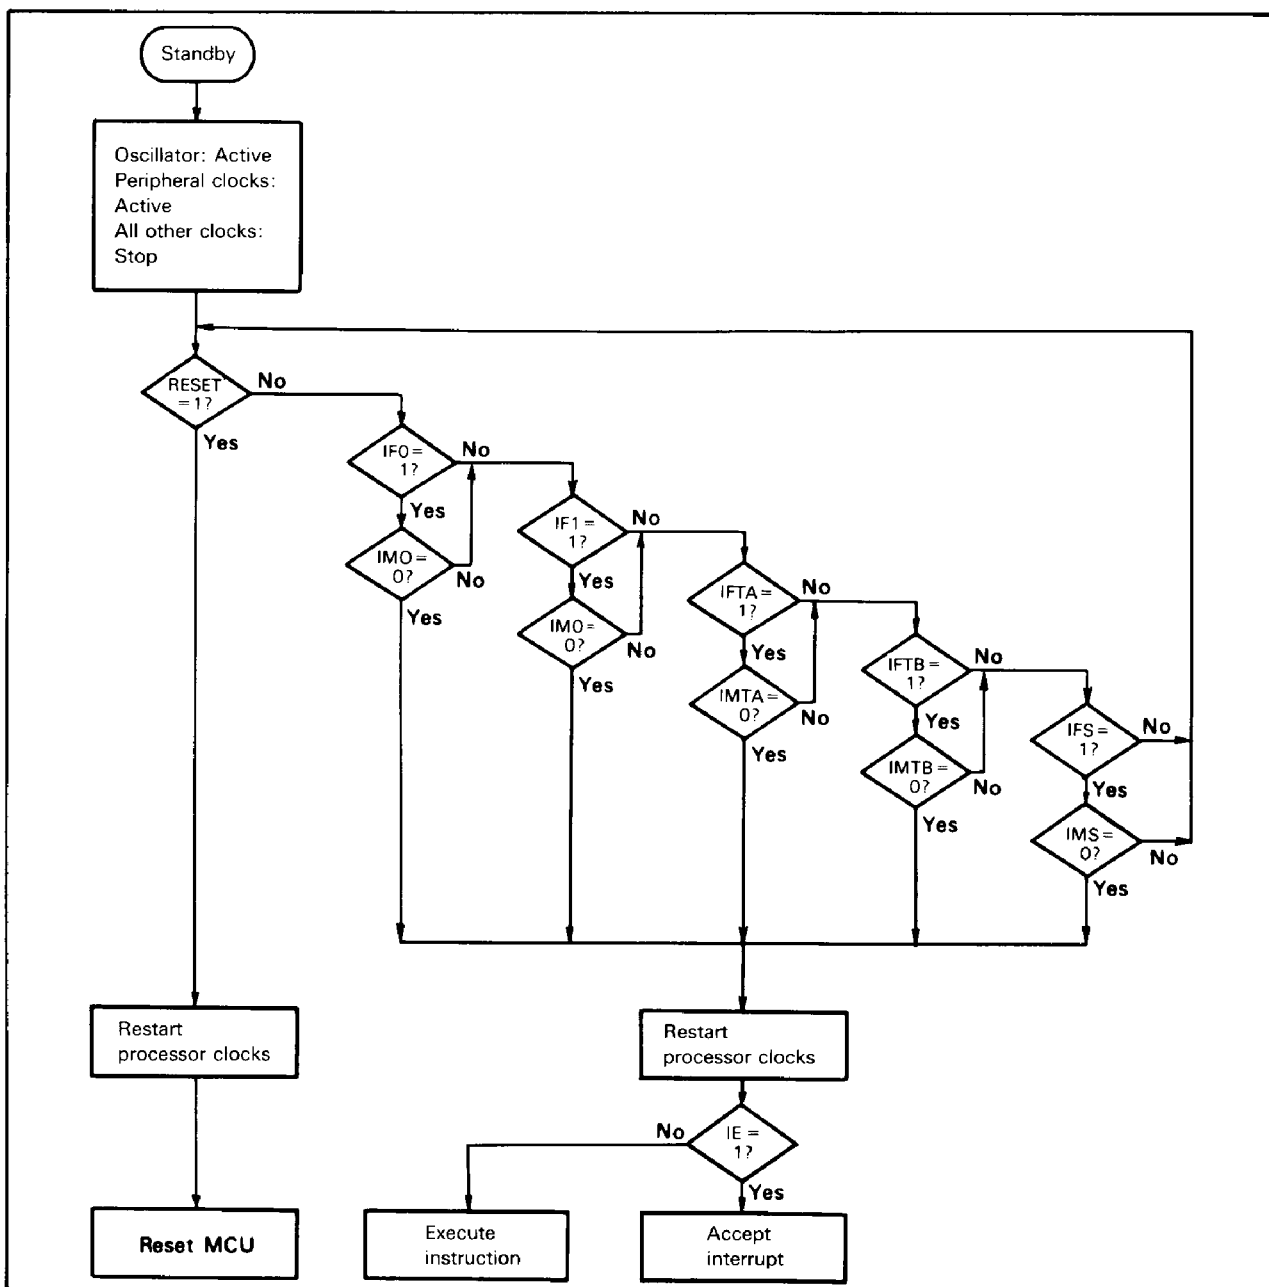 Standby
Oscillator: Active
Peripheral clocks:
Active
All other clocks:
Stop
RESET
=1?
No
Yes
IF0=
1?
No
Yes
IM0=
0?
No
Yes
IF1=
1?
No
Yes
IM0=
0?
No
Yes
IFTA=
1?
No
Yes
IMTA=
0?
No
Yes
IFTB=
1?
No
Yes
IMTB=
0?
No
Yes
IFS=
1?
No
Yes
IMS=
0?
No
Yes
Restart
processor clocks
Restart
processor clocks
No
IE =
1?
Yes
Reset MCU
Execute
instruction
Accept
interrupt